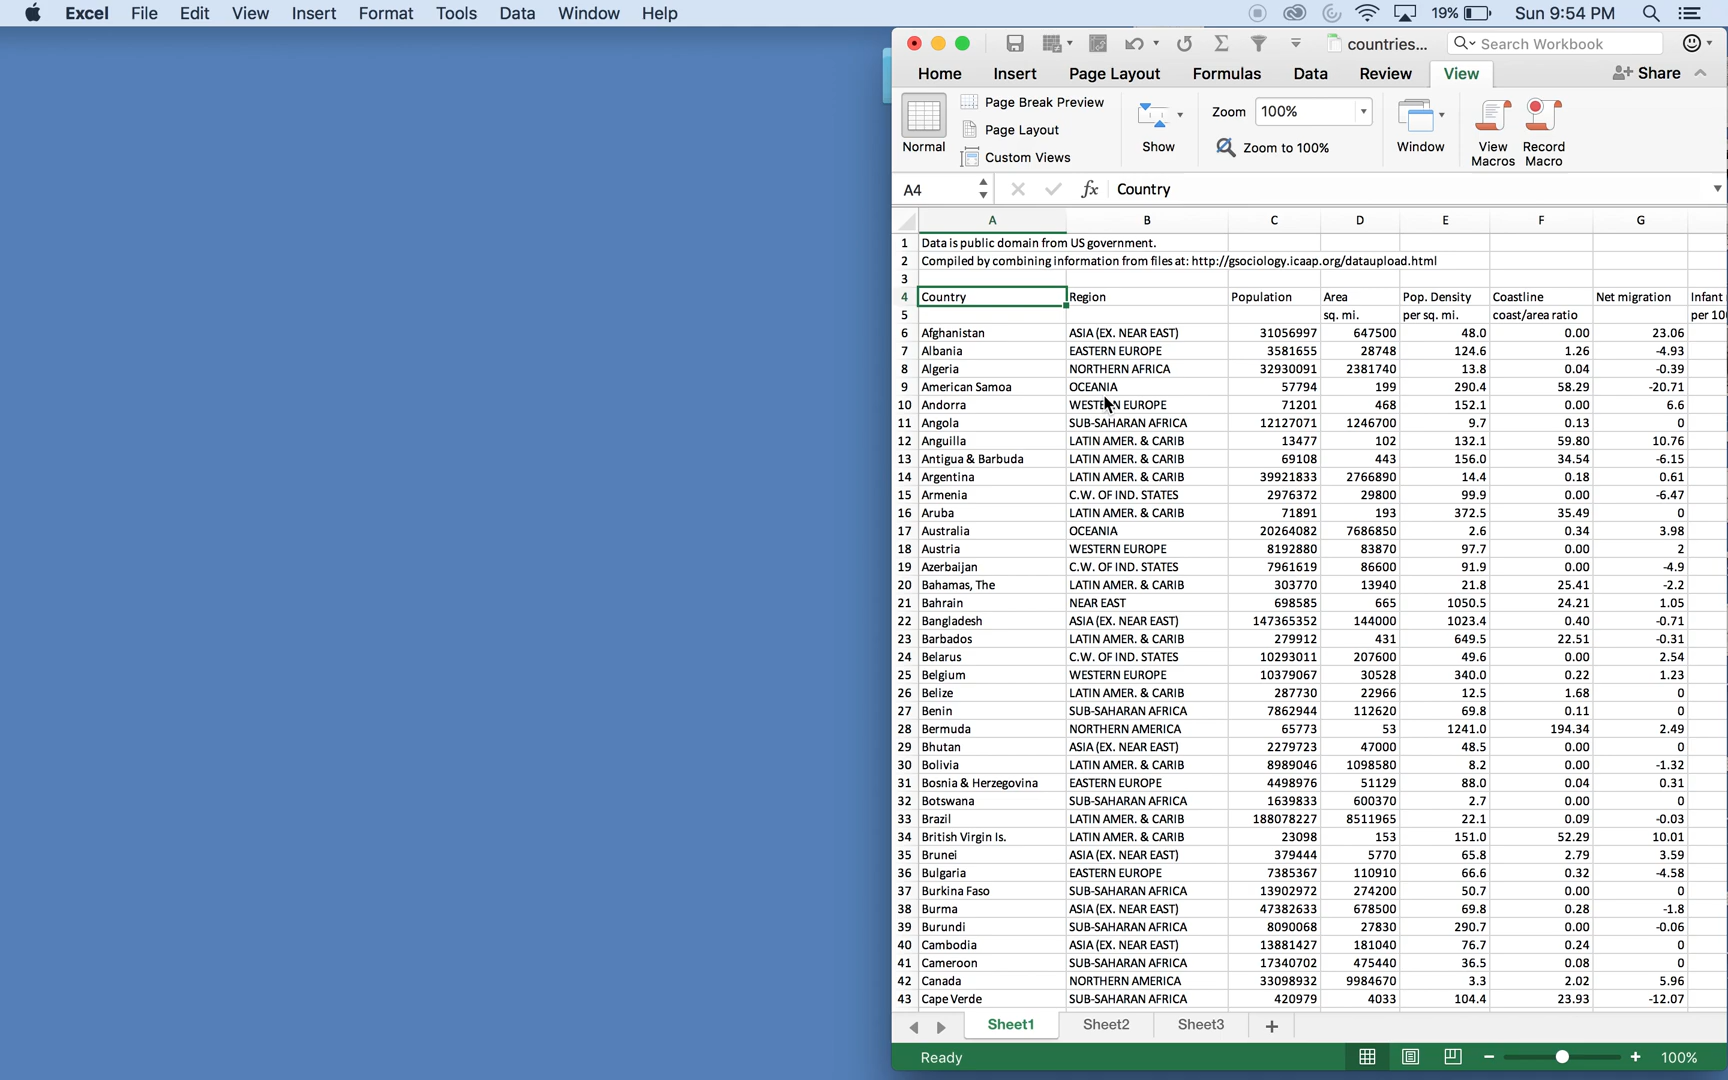 Excel File Edit View Insert Format Tools Data Window Help 19% Sun 9:54 PM
countries... Search Workbook
Home Insert Page Layout Formulas Data Review View Share
Normal Page Break Preview Page Layout Custom Views Show Zoom 100% Zoom to 100% Window View Macros Record Macro
A4 fx Country
A B C D E F G
1 Data is public domain from US government.
2 Compiled by combining information from files at: http://gsociology.icaap.org/dataupload.html
3
4 Country Region Population Area Pop. Density Coastline Net migration Infant
5 sq. mi. per sq. mi. coast/area ratio per 10
6 Afghanistan ASIA (EX. NEAR EAST) 31056997 647500 48.0 0.00 23.06
7 Albania EASTERN EUROPE 3581655 28748 124.6 1.26 -4.93
8 Algeria NORTHERN AFRICA 32930091 2381740 13.8 0.04 -0.39
9 American Samoa OCEANIA 57794 199 290.4 58.29 -20.71
10 Andorra WESTERN EUROPE 71201 468 152.1 0.00 6.6
11 Angola SUB-SAHARAN AFRICA 12127071 1246700 9.7 0.13 0
12 Anguilla LATIN AMER. & CARIB 13477 102 132.1 59.80 10.76
13 Antigua & Barbuda LATIN AMER. & CARIB 69108 443 156.0 34.54 -6.15
14 Argentina LATIN AMER. & CARIB 39921833 2766890 14.4 0.18 0.61
15 Armenia C.W. OF IND. STATES 2976372 29800 99.9 0.00 -6.47
16 Aruba LATIN AMER. & CARIB 71891 193 372.5 35.49 0
17 Australia OCEANIA 20264082 7686850 2.6 0.34 3.98
18 Austria WESTERN EUROPE 8192880 83870 97.7 0.00 2
19 Azerbaijan C.W. OF IND. STATES 7961619 86600 91.9 0.00 -4.9
20 Bahamas, The LATIN AMER. & CARIB 303770 13940 21.8 25.41 -2.2
21 Bahrain NEAR EAST 698585 665 1050.5 24.21 1.05
22 Bangladesh ASIA (EX. NEAR EAST) 147365352 144000 1023.4 0.40 -0.71
23 Barbados LATIN AMER. & CARIB 279912 431 649.5 22.51 -0.31
24 Belarus C.W. OF IND. STATES 10293011 207600 49.6 0.00 2.54
25 Belgium WESTERN EUROPE 10379067 30528 340.0 0.22 1.23
26 Belize LATIN AMER. & CARIB 287730 22966 12.5 1.68 0
27 Benin SUB-SAHARAN AFRICA 7862944 112620 69.8 0.11 0
28 Bermuda NORTHERN AMERICA 65773 53 1241.0 194.34 2.49
29 Bhutan ASIA (EX. NEAR EAST) 2279723 47000 48.5 0.00 0
30 Bolivia LATIN AMER. & CARIB 8989046 1098580 8.2 0.00 -1.32
31 Bosnia & Herzegovina EASTERN EUROPE 4498976 51129 88.0 0.04 0.31
32 Botswana SUB-SAHARAN AFRICA 1639833 600370 2.7 0.00 0
33 Brazil LATIN AMER. & CARIB 188078227 8511965 22.1 0.09 -0.03
34 British Virgin Is. LATIN AMER. & CARIB 23098 153 151.0 52.29 10.01
35 Brunei ASIA (EX. NEAR EAST) 379444 5770 65.8 2.79 3.59
36 Bulgaria EASTERN EUROPE 7385367 110910 66.6 0.32 -4.58
37 Burkina Faso SUB-SAHARAN AFRICA 13902972 274200 50.7 0.00 0
38 Burma ASIA (EX. NEAR EAST) 47382633 678500 69.8 0.28 -1.8
39 Burundi SUB-SAHARAN AFRICA 8090068 27830 290.7 0.00 -0.06
40 Cambodia ASIA (EX. NEAR EAST) 13881427 181040 76.7 0.24 0
41 Cameroon SUB-SAHARAN AFRICA 17340702 475440 36.5 0.08 0
42 Canada NORTHERN AMERICA 33098932 9984670 3.3 2.02 5.96
43 Cape Verde SUB-SAHARAN AFRICA 420979 4033 104.4 23.93 -12.07
Sheet1 Sheet2 Sheet3 +
Ready 100%